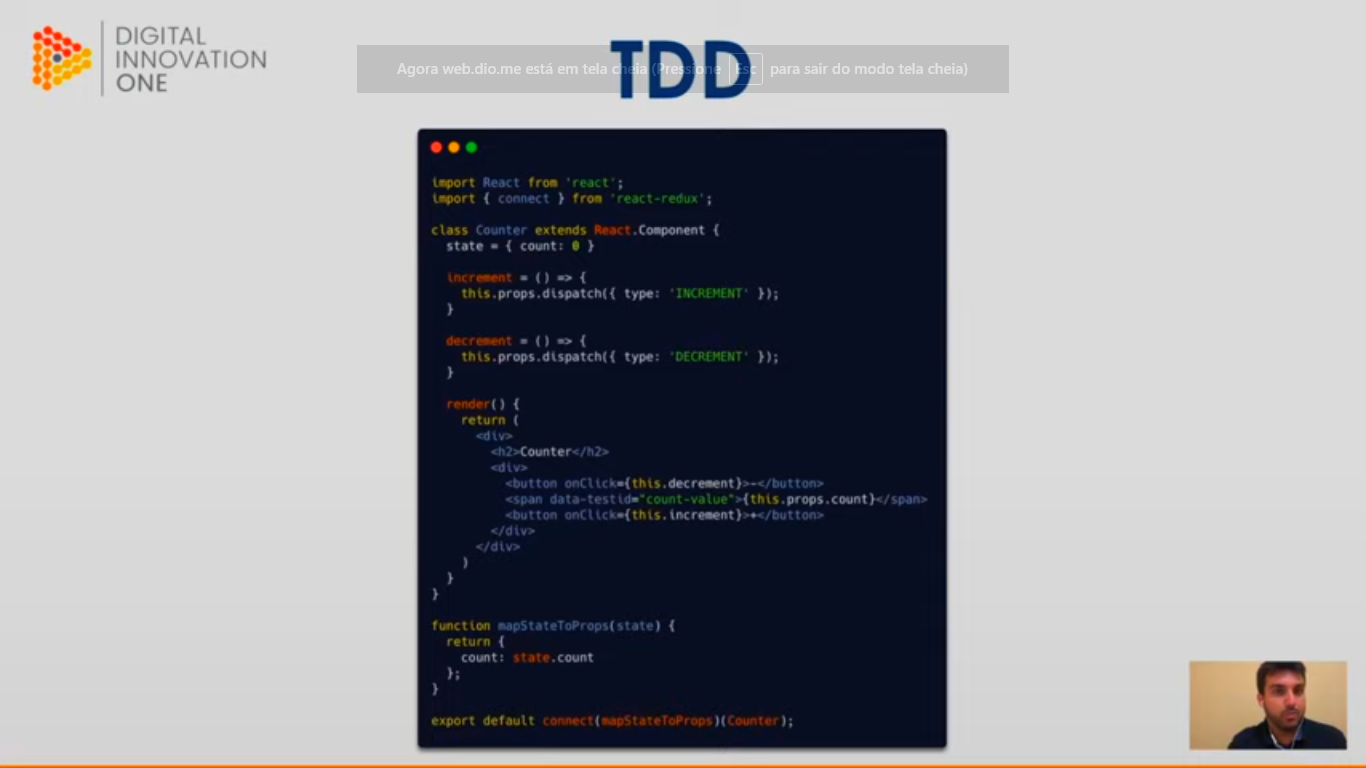 DIGITAL
INNOVATION
ONE
TDD
Agora web.dio.me está em tela cheia (Pressione Esc para sair do modo tela cheia)
import React from 'react';
import { connect } from 'react-redux';
class Counter extends React.Component {
state = { count: 0 }
increment = () => {
this.props.dispatch({ type: 'INCREMENT' });
}
decrement = () => {
this.props.dispatch({ type: 'DECREMENT' });
}
render() {
return (
<div>
<h2>Counter</h2>
<div>
<button onClick={this.decrement}>-</button>
<span data-testid="count-value">{this.props.count}</span>
<button onClick={this.increment}>+</button>
</div>
</div>
)
}
}
function mapStateToProps(state) {
return {
count: state.count
};
}
export default connect(mapStateToProps)(Counter);